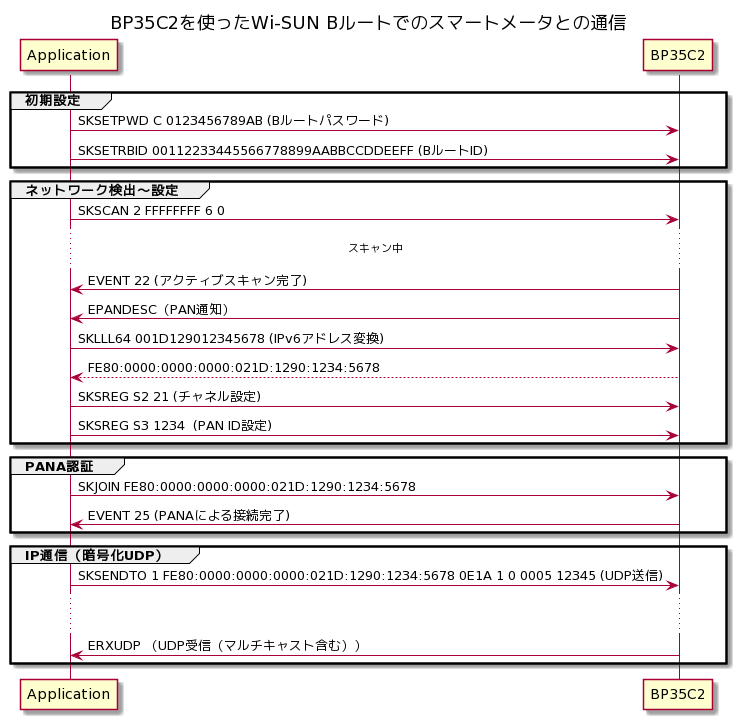 BP35C2を使ったWi-SUN Bルートでのスマートメータとの通信
Application BP35C2
初期設定
SKSETPWD C 0123456789AB (Bルートパスワード)
SKSETRBID 00112233445566778899AABBCCDDEEFF (BルートID)
ネットワーク検出～設定
SKSCAN 2 FFFFFFFF 6 0
スキャン中
EVENT 22 (アクティブスキャン完了)
EPANDESC（PAN通知）
SKLLL64 001D129012345678 (IPv6アドレス変換)
FE80:0000:0000:0000:021D:1290:1234:5678
SKSREG S2 21 (チャネル設定)
SKSREG S3 1234 (PAN ID設定)
PANA認証
SKJOIN FE80:0000:0000:0000:021D:1290:1234:5678
EVENT 25 (PANAによる接続完了)
IP通信（暗号化UDP）
SKSENDTO 1 FE80:0000:0000:0000:021D:1290:1234:5678 0E1A 1 0 0005 12345 (UDP送信)
ERXUDP （UDP受信（マルチキャスト含む））
Application BP35C2